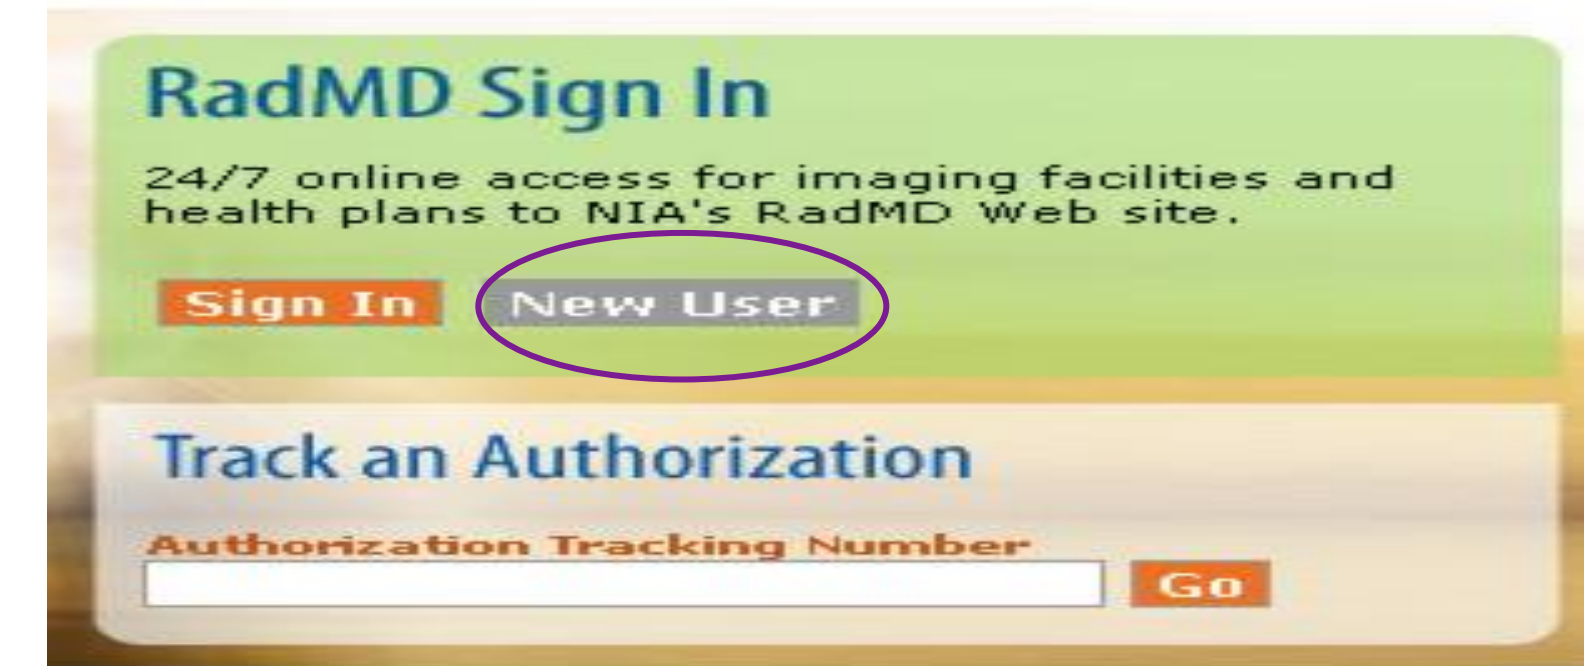 RadMD Sign In
24/7 online access for imaging facilities and
health plans to NIA's RadMD Web site.
Sign In New User
Track an Authorization
Authorization Tracking Number
Go